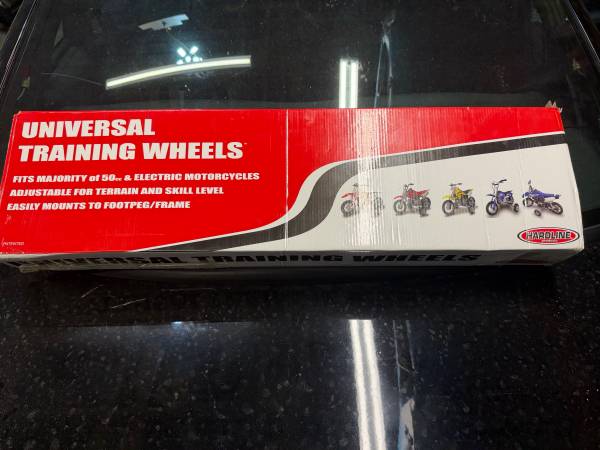 UNIVERSAL
TRAINING WHEELS
FITS MAJORITY of 50cc & ELECTRIC MOTORCYCLES
ADJUSTABLE FOR TERRAIN AND SKILL LEVEL
EASILY MOUNTS TO FOOTPEG/FRAME
PATENTED
HARDLINE
UNIVERSAL TRAINING WHEELS